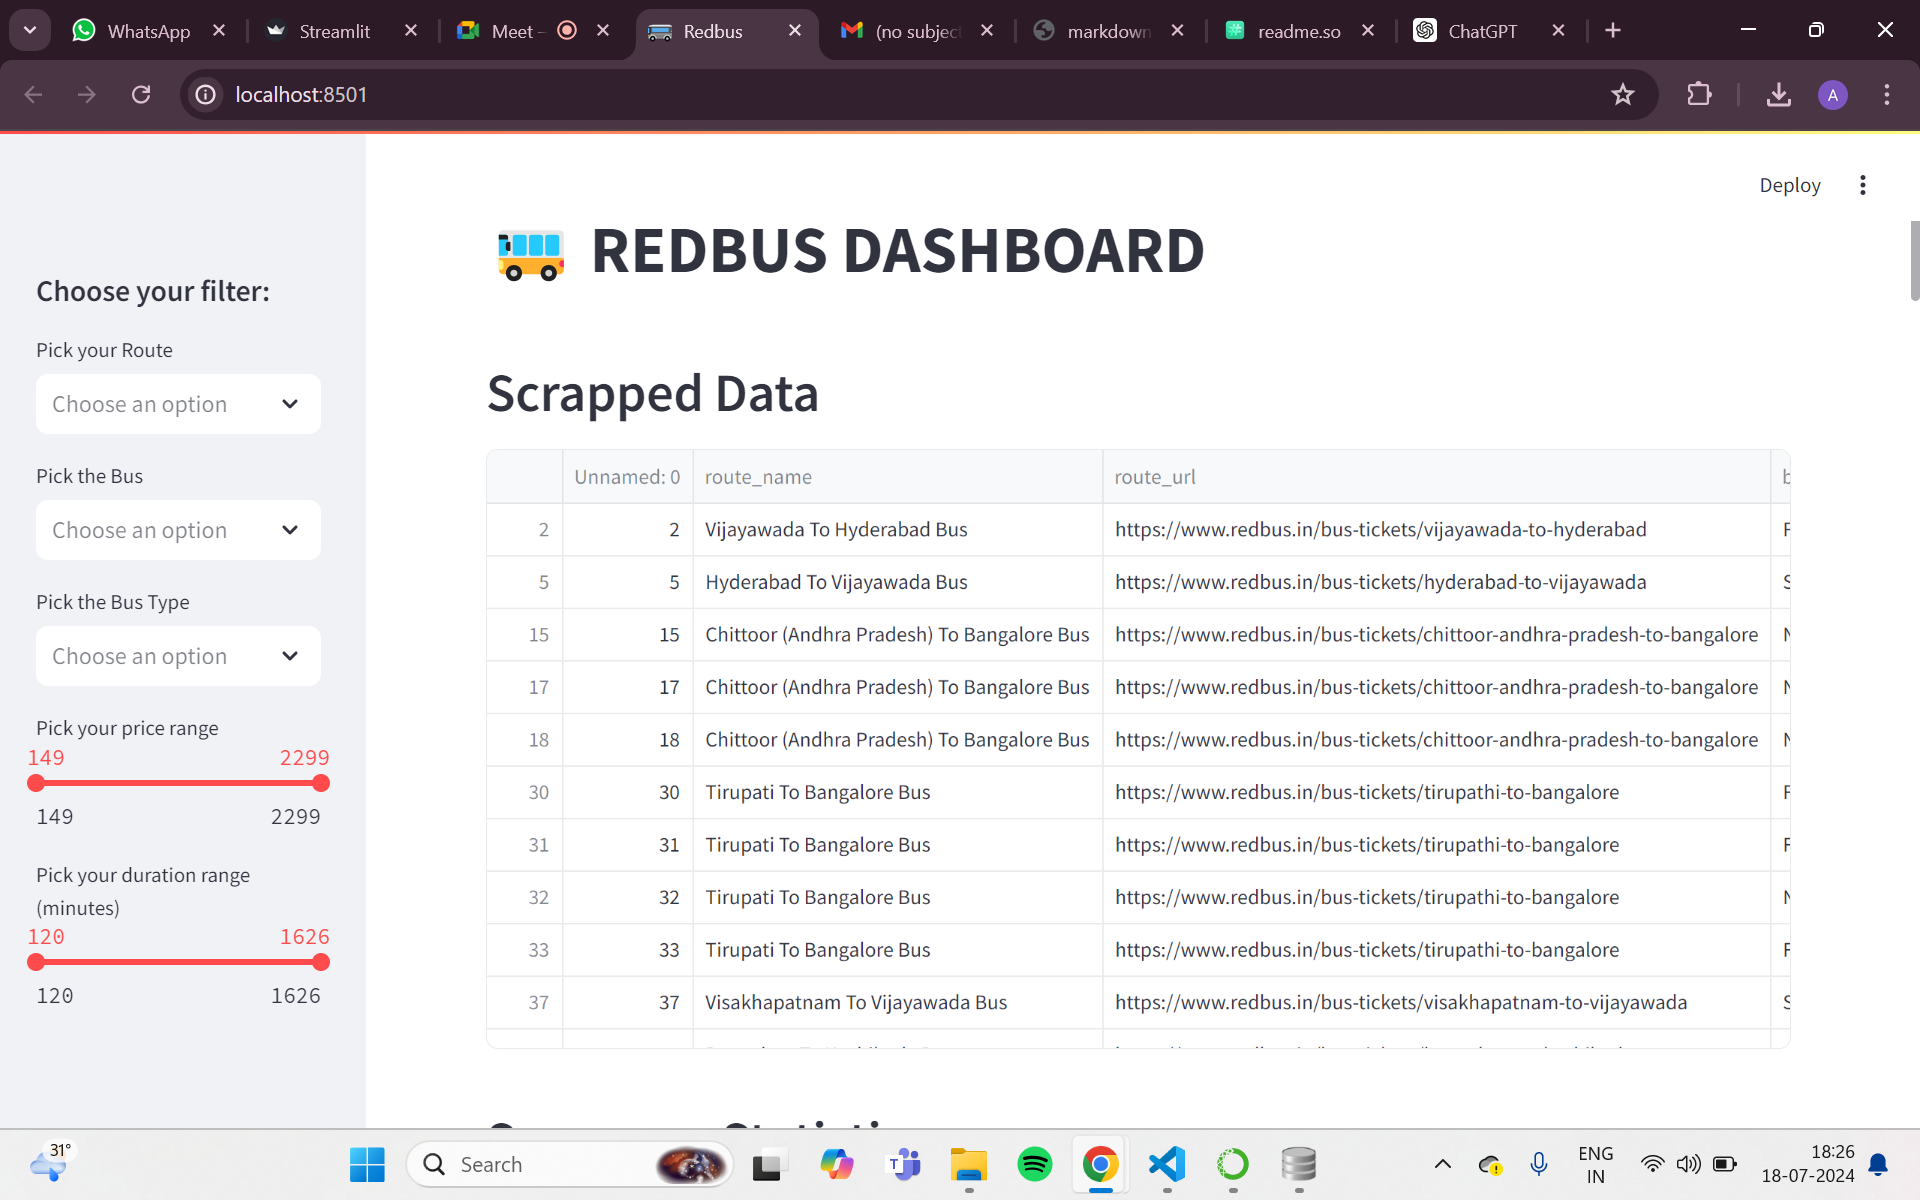 WhatsApp
Streamlit
Meet -
Redbus
(no subjec
markdown
readme.so
ChatGPT
localhost:8501
A
Deploy
Choose your filter:
Pick your Route
Choose an option
Pick the Bus
Choose an option
Pick the Bus Type
Choose an option
Pick your price range
149 2299
149 2299
Pick your duration range
(minutes)
120 1626
120 1626
REDBUS DASHBOARD
Scrapped Data
Unnamed: 0 route_name route_url
2 2 Vijayawada To Hyderabad Bus https://www.redbus.in/bus-tickets/vijayawada-to-hyderabad
5 5 Hyderabad To Vijayawada Bus https://www.redbus.in/bus-tickets/hyderabad-to-vijayawada
15 15 Chittoor (Andhra Pradesh) To Bangalore Bus https://www.redbus.in/bus-tickets/chittoor-andhra-pradesh-to-bangalore
17 17 Chittoor (Andhra Pradesh) To Bangalore Bus https://www.redbus.in/bus-tickets/chittoor-andhra-pradesh-to-bangalore
18 18 Chittoor (Andhra Pradesh) To Bangalore Bus https://www.redbus.in/bus-tickets/chittoor-andhra-pradesh-to-bangalore
30 30 Tirupati To Bangalore Bus https://www.redbus.in/bus-tickets/tirupathi-to-bangalore
31 31 Tirupati To Bangalore Bus https://www.redbus.in/bus-tickets/tirupathi-to-bangalore
32 32 Tirupati To Bangalore Bus https://www.redbus.in/bus-tickets/tirupathi-to-bangalore
33 33 Tirupati To Bangalore Bus https://www.redbus.in/bus-tickets/tirupathi-to-bangalore
37 37 Visakhapatnam To Vijayawada Bus https://www.redbus.in/bus-tickets/visakhapatnam-to-vijayawada
31°
Search
ENG
IN
18:26
18-07-2024